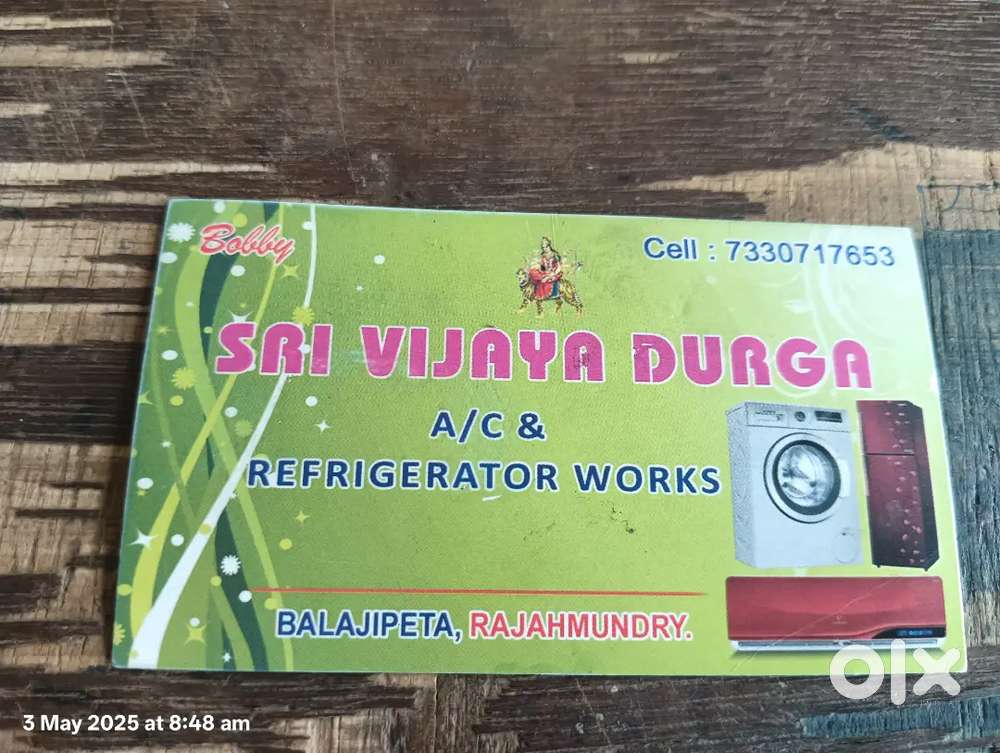 Bobby
Cell : 7330717653
SRI VIJAYA DURGA
A/C &
REFRIGERATOR WORKS
BALAJIPETA, RAJAHMUNDRY.
olx
3 May 2025 at 8:48 am